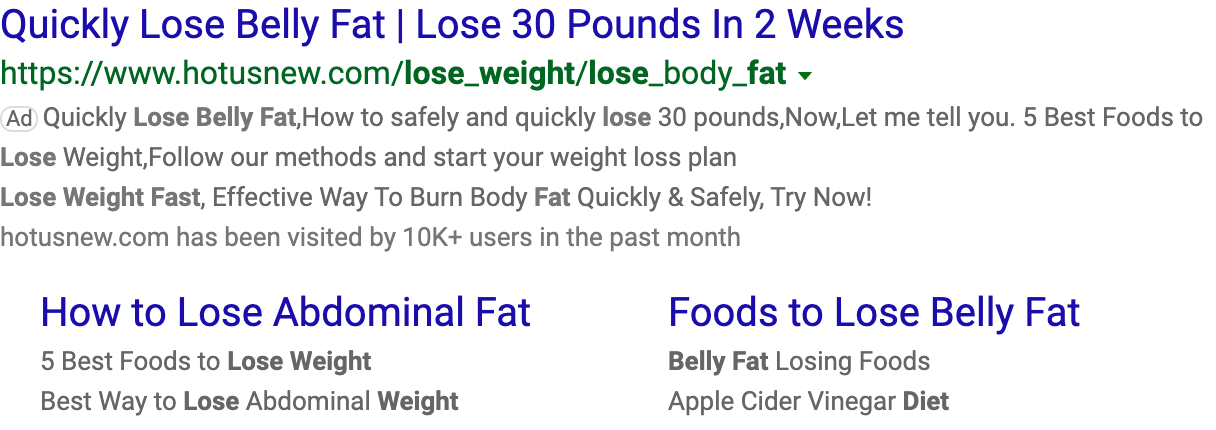 Quickly Lose Belly Fat | Lose 30 Pounds In 2 Weeks
https://www.hotusnew.com/lose_weight/lose_body_fat
Ad Quickly Lose Belly Fat,How to safely and quickly lose 30 pounds,Now,Let me tell you. 5 Best Foods to
Lose Weight,Follow our methods and start your weight loss plan
Lose Weight Fast, Effective Way To Burn Body Fat Quickly & Safely, Try Now!
hotusnew.com has been visited by 10K+ users in the past month
How to Lose Abdominal Fat
5 Best Foods to Lose Weight
Best Way to Lose Abdominal Weight
Foods to Lose Belly Fat
Belly Fat Losing Foods
Apple Cider Vinegar Diet